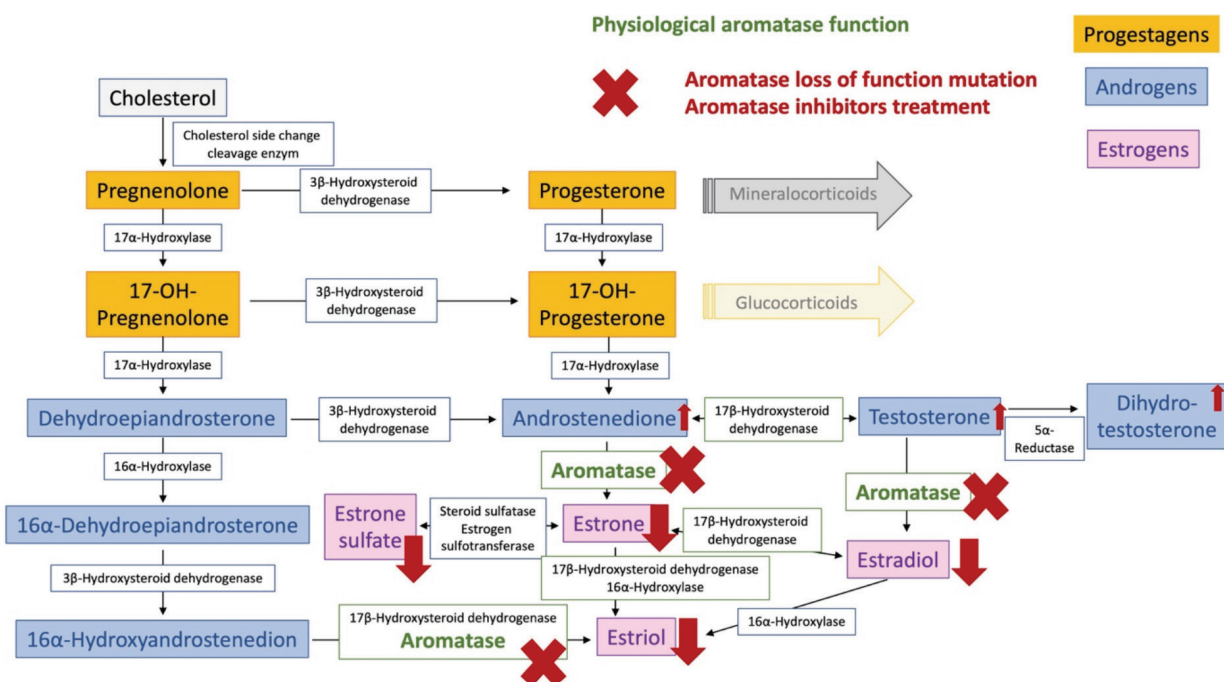 Physiological aromatase function
Progestagens
Aromatase loss of function mutation
Aromatase inhibitors treatment
Androgens
Estrogens
Cholesterol
Cholesterol side change
cleavage enzym
Pregnenolone
3β-Hydroxysteroid
dehydrogenase
Progesterone
Mineralocorticoids
17α-Hydroxylase
17α-Hydroxylase
17-OH-
Pregnenolone
3β-Hydroxysteroid
dehydrogenase
17-OH-
Progesterone
Glucocorticoids
17α-Hydroxylase
17α-Hydroxylase
Dehydroepiandrosterone
3β-Hydroxysteroid
dehydrogenase
Androstenedione
17β-Hydroxysteroid
dehydrogenase
Testosterone
5α-
Reductase
Dihydro-
testosterone
16α-Hydroxylase
Aromatase
Aromatase
16α-Dehydroepiandrosterone
Estrone
sulfate
Steroid sulfatase
Estrogen
sulfotransferase
Estrone
17β-Hydroxysteroid
dehydrogenase
Estradiol
3β-Hydroxysteroid dehydrogenase
17β-Hydroxysteroid dehydrogenase
16α-Hydroxylase
16α-Hydroxylase
16α-Hydroxyandrostenedion
17β-Hydroxysteroid dehydrogenase
Aromatase
Estriol